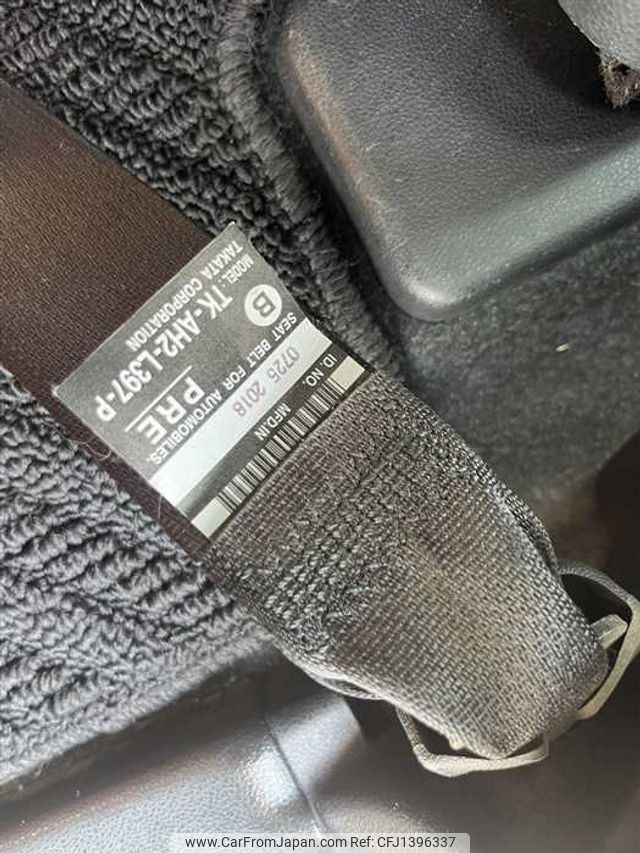 TAKATA CORPORATION
MODEL: TK-AH2-L397-P
B PRE
SEAT BELT FOR AUTOMOBILES.
0725 2018
ID.NO. MFD.IN
www.CarFromJapan.com Ref CFJ1396337